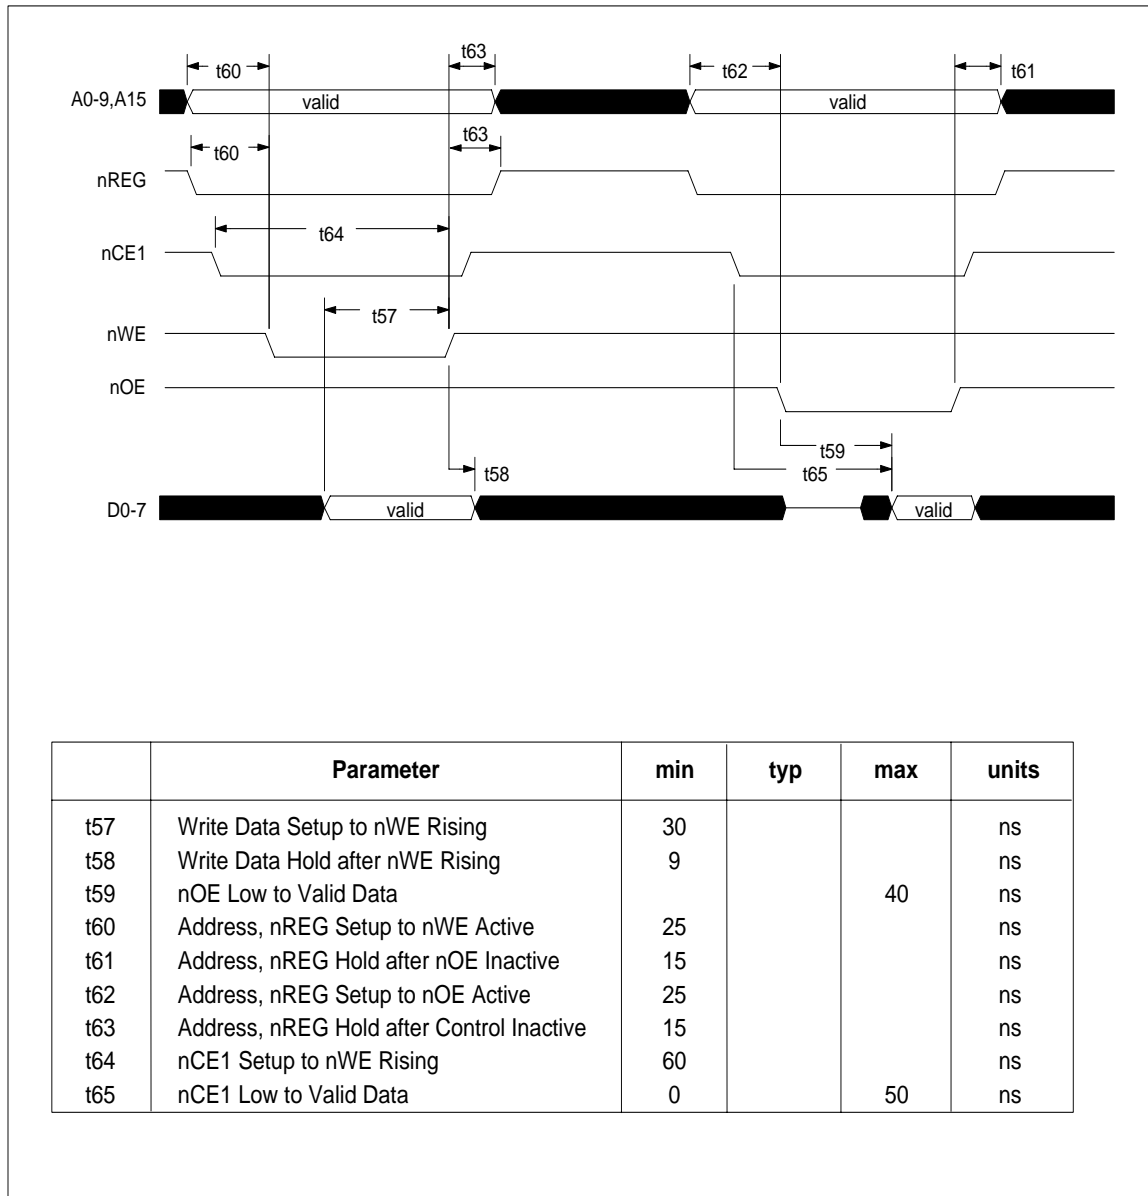 t60
t63
t62
t61
A0-9,A15
valid
valid
t60
t63
nREG
t64
nCE1
t57
nWE
nOE
t59
t58
t65
D0-7
valid
valid
Parameter min typ max units
t57 Write Data Setup to nWE Rising 30 ns
t58 Write Data Hold after nWE Rising 9 ns
t59 nOE Low to Valid Data 40 ns
t60 Address, nREG Setup to nWE Active 25 ns
t61 Address, nREG Hold after nOE Inactive 15 ns
t62 Address, nREG Setup to nOE Active 25 ns
t63 Address, nREG Hold after Control Inactive 15 ns
t64 nCE1 Setup to nWE Rising 60 ns
t65 nCE1 Low to Valid Data 0 50 ns